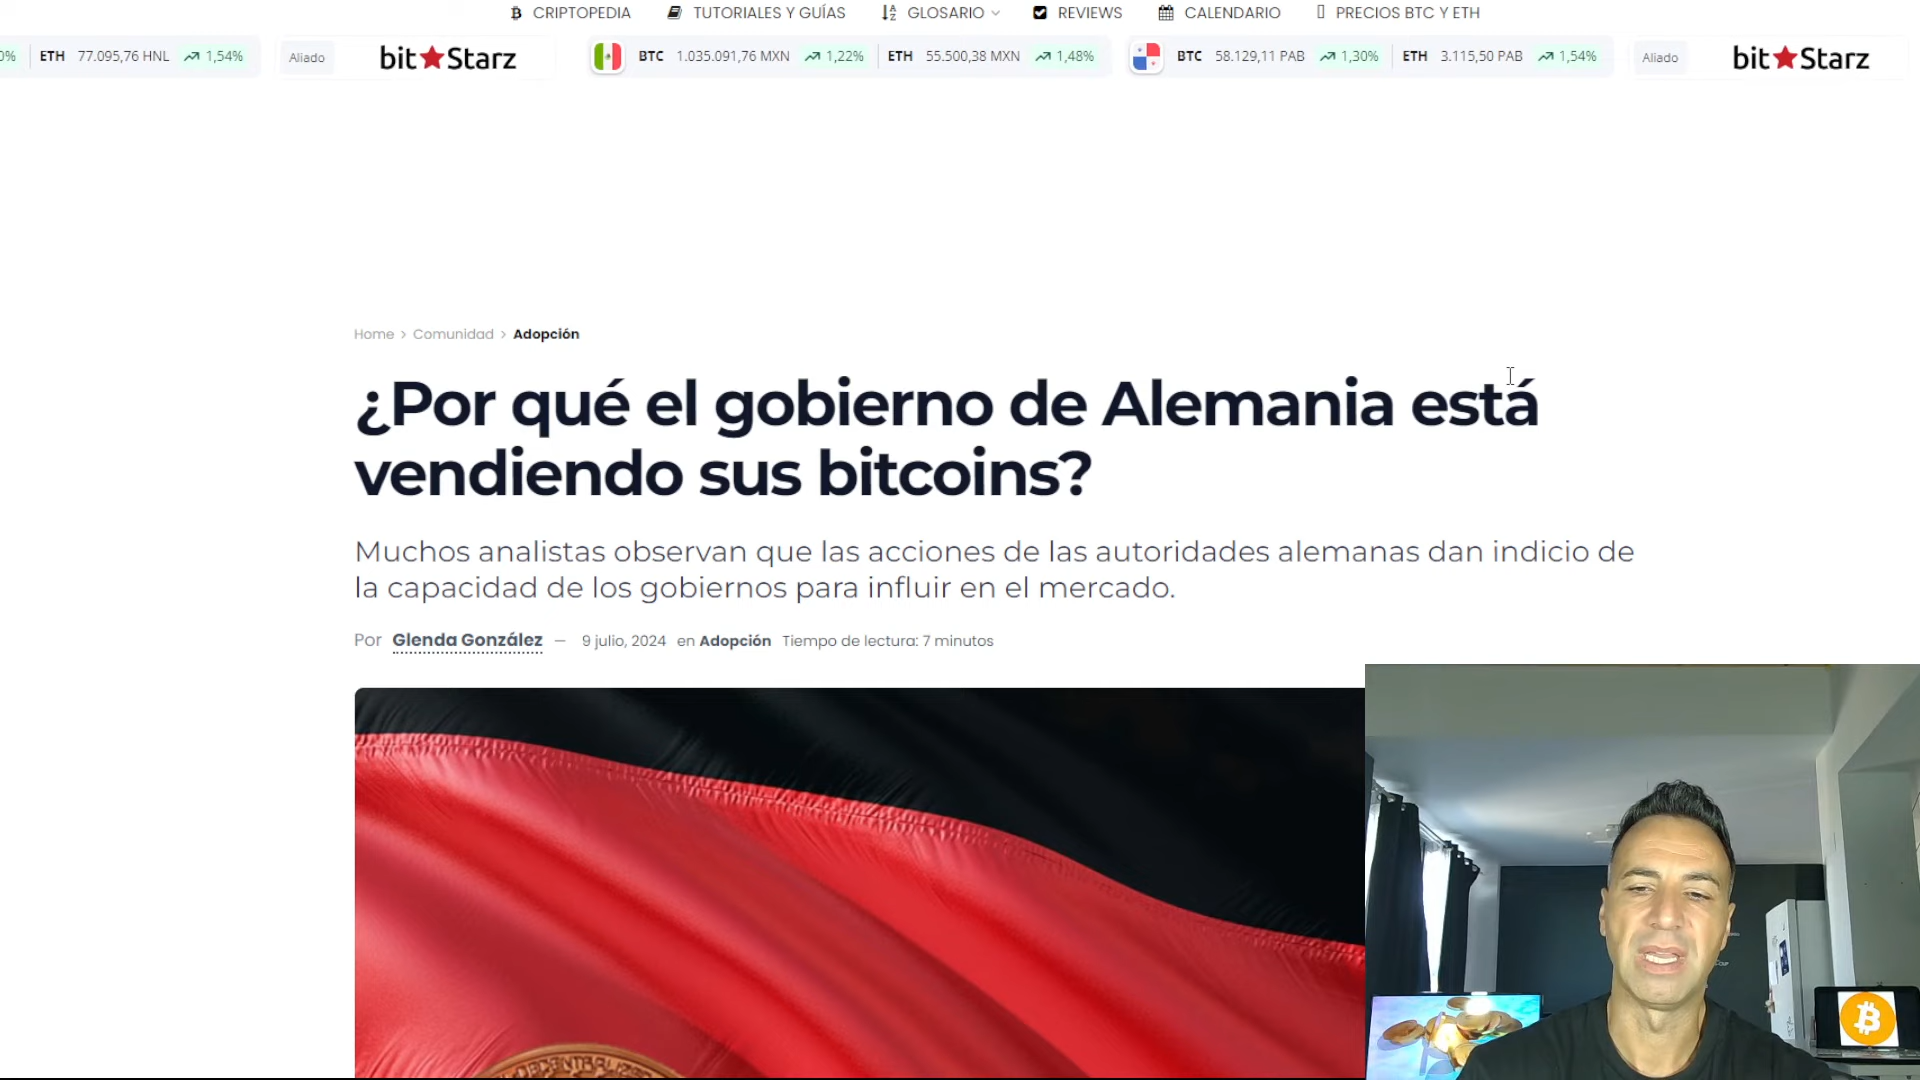 CRIPTOPEDIA TUTORIALES Y GUÍAS GLOSARIO REVIEWS CALENDARIO PRECIOS BTC Y ETH
0% ETH 77.095,76 HNL 1,54% Aliado bit Starz BTC 1.035.091,76 MXN 1,22% ETH 55.500,38 MXN 1,48% BTC 58.129,11 PAB 1,30% ETH 3.115,50 PAB 1,54% Aliado bit Starz
Home > Comunidad > Adopción
¿Por qué el gobierno de Alemania está
vendiendo sus bitcoins?
Muchos analistas observan que las acciones de las autoridades alemanas dan indicio de
la capacidad de los gobiernos para influir en el mercado.
Por Glenda González — 9 julio, 2024 en Adopción Tiempo de lectura: 7 minutos
DECENTRALIZE